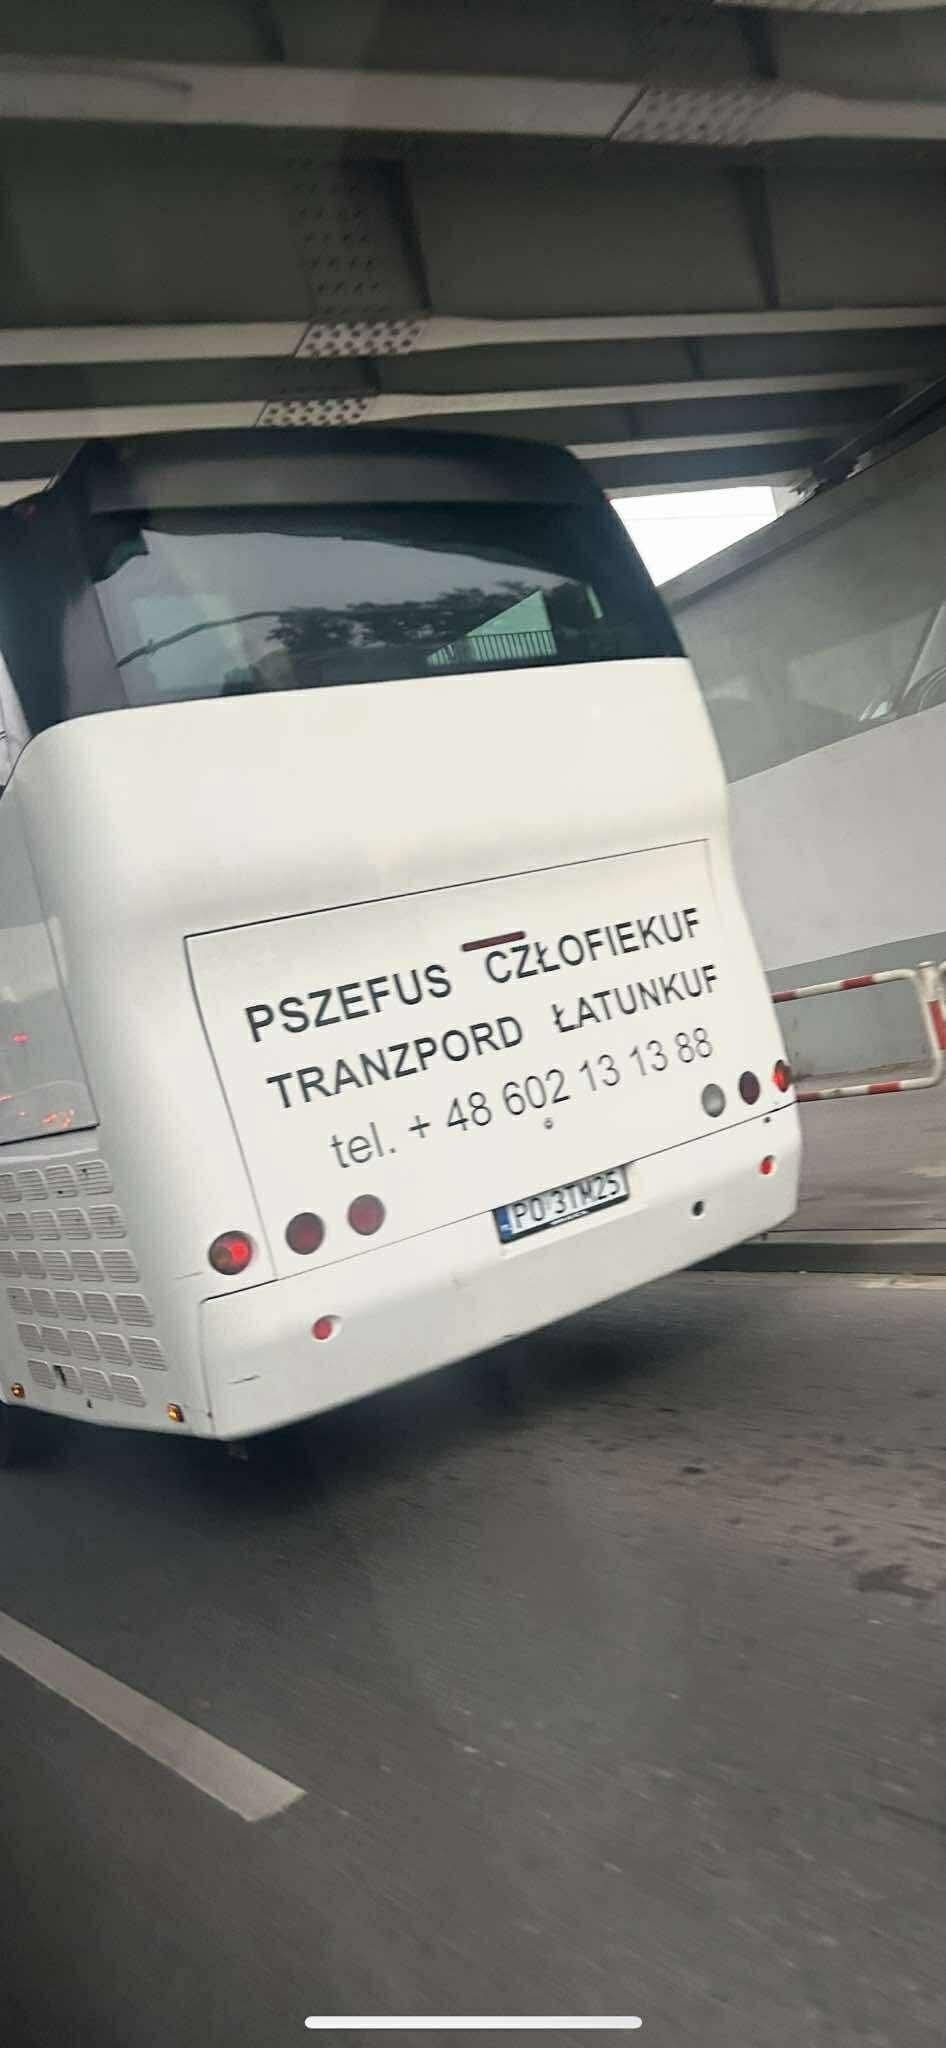 PSZEFUS CZŁOFIEKUF
TRANZPORD ŁATUNKUF
tel. + 48 602 13 13 88
PO 3TM25